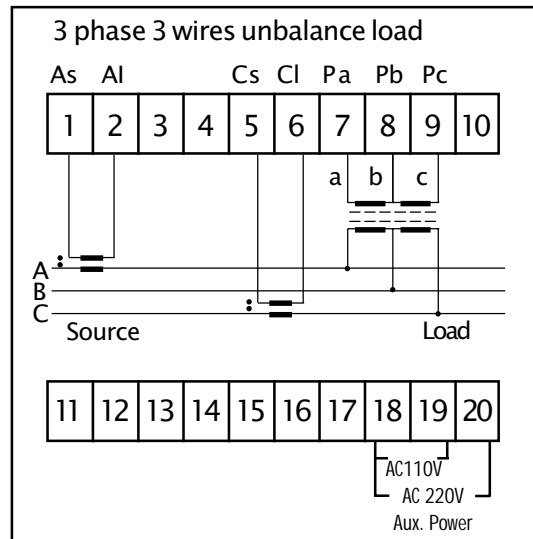 3 phase 3 wires unbalance load
As Al Cs Cl Pa Pb Pc
1 2 3 4 5 6 7 8 9 10
a b c
A
B
C
Source Load
11 12 13 14 15 16 17 18 19 20
AC110V
AC 220V
Aux. Power